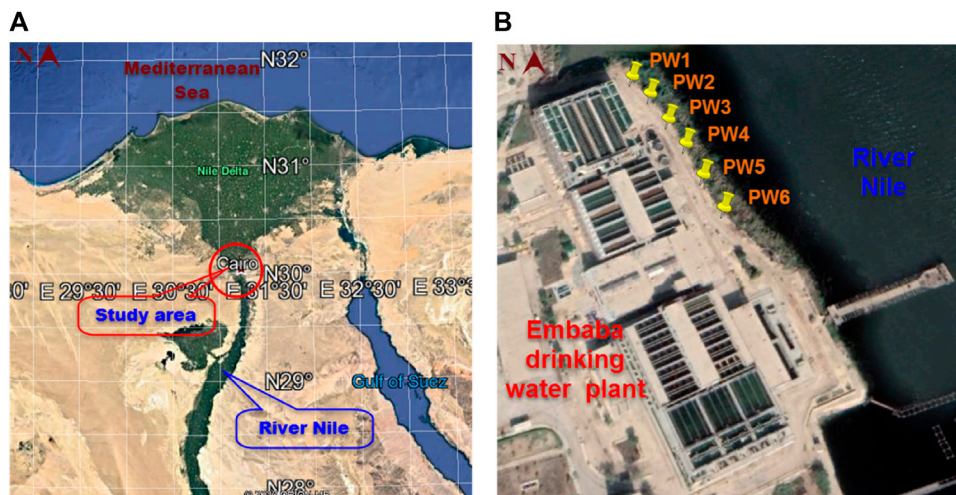 A
B
N
N32°
Mediterranean
Sea
N31°
Nile Delta
Cairo
N30°
30' E 29°30' E 30°30' E 31°30' E 32°30' E 33°3
Study area
N29°
Gulf of Suez
River Nile
N28°
N
PW1
PW2
PW3
PW4
PW5
PW6
River
Nile
Embaba
drinking
water plant